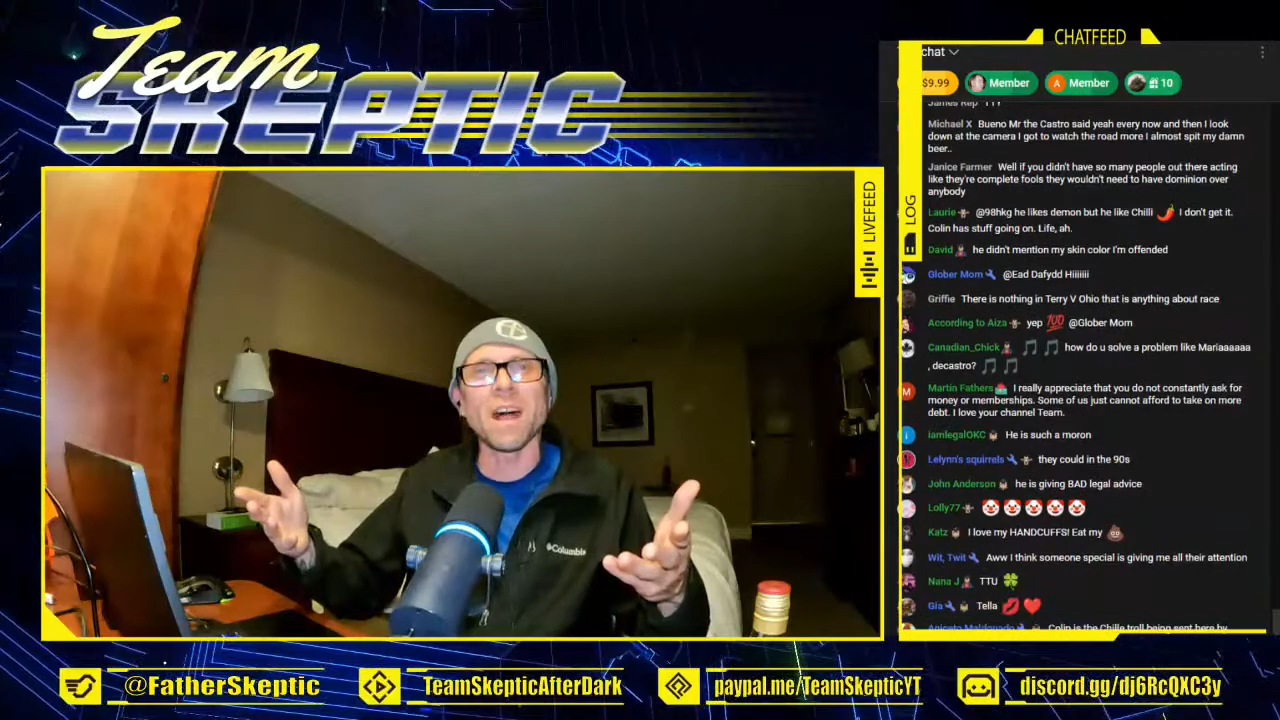 Team
SKEPTIC
CHATFEED
chat
$9.99
Member
A
Member
10
LIVEFEED
LOG
Michael X Bueno Mr the Castro said yeah every now and then I look
down at the camera I got to watch the road more I almost spit my damn
beer..
Janice Farmer Well if you didn't have so many people out there acting
like they're complete fools they wouldn't need to have dominion over
anybody
Laurie @98hkg he likes demon but he like Chilli 🌶️ I don't get it.
Colin has stuff going on. Life, ah.
David he didn't mention my skin color I'm offended
Glober Mom @Ead Dafydd Hiiiiiii
Griffie There is nothing in Terry V Ohio that is anything about race
According to Aiza yep 💯 @Glober Mom
Canadian_Chick 🎵 🎵 how do u solve a problem like Mariaaaaaa
, decastro? 🎵 🎵
M
Martin Fathers I really appreciate that you do not constantly ask for
money or memberships. Some of us just cannot afford to take on more
debt. I love your channel Team.
i
iamlegalOKC He is such a moron
Lelynn's squirrels they could in the 90s
John Anderson he is giving BAD legal advice
Lolly77 🤡 🤡 🤡 🤡 🤡
Katz I love my HANDCUFFS! Eat my 💩
Wit, Twit Aww I think someone special is giving me all their attention
Nana J TTU 🍀
Gia Tella 💋 ❤️
Colin is the Chille troll being sent here by
Columbia
@FatherSkeptic
TeamSkepticAfterDark
paypal.me/TeamSkepticYT
discord.gg/dj6RcQXC3y